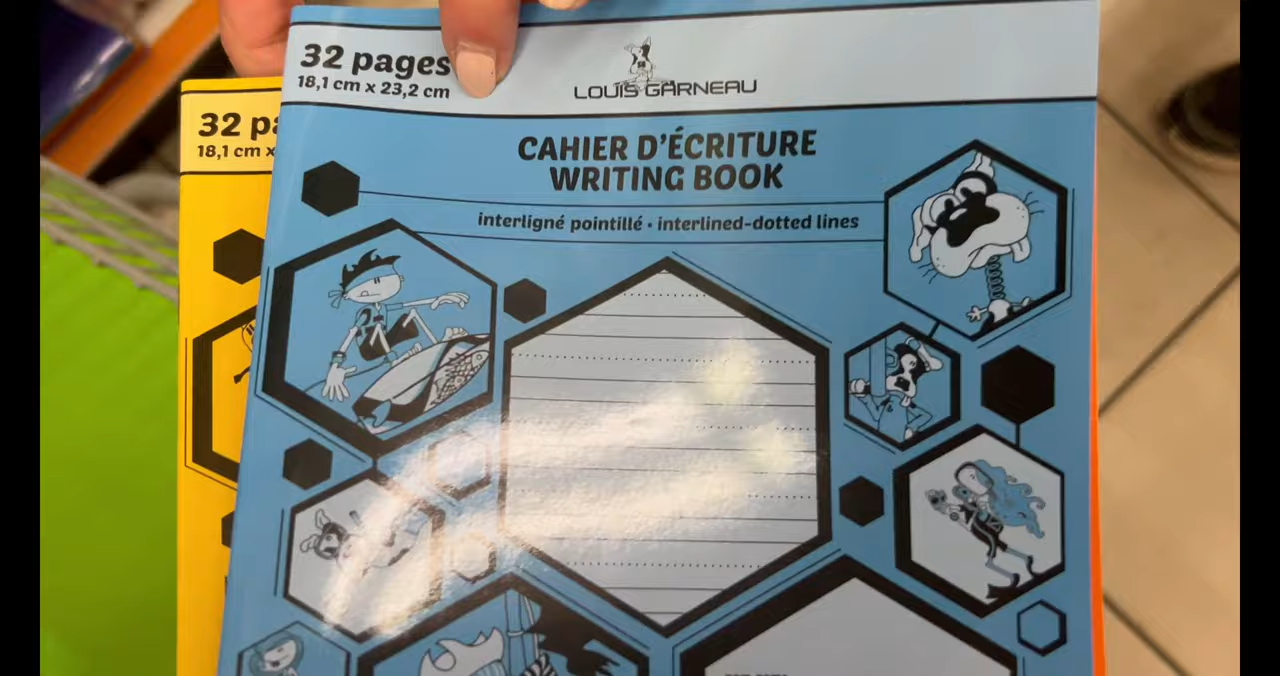 32 pages
18,1 cm x 23,2 cm
LOUIS GARNEAU
32
18,1 cm x
CAHIER D'ÉCRITURE
WRITING BOOK
interligné pointillé • interlined-dotted lines